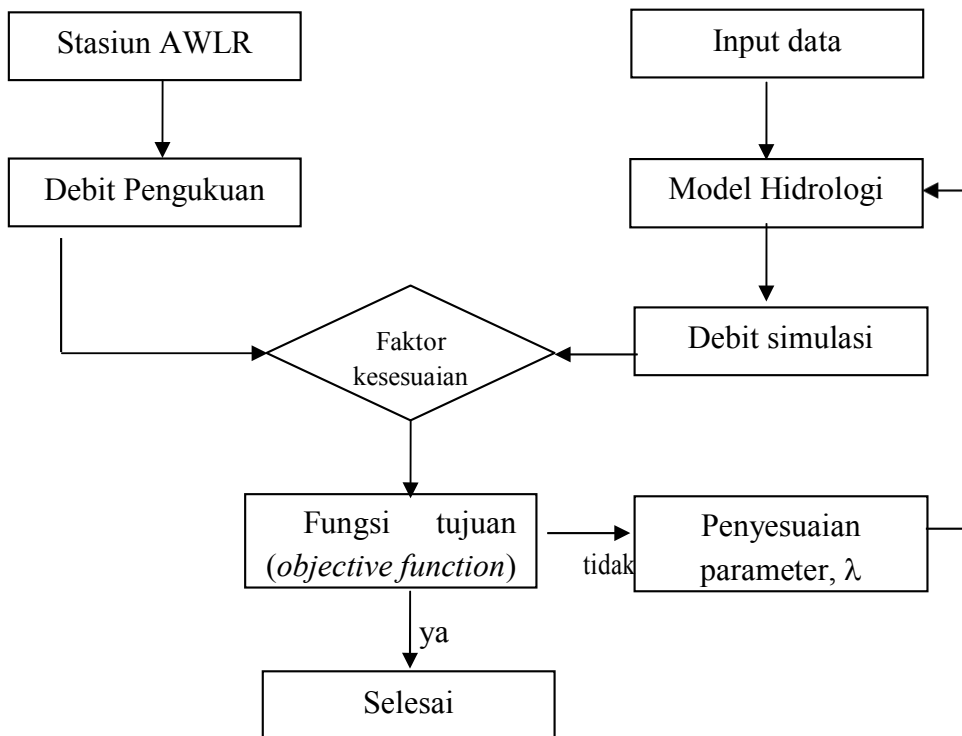 Stasiun AWLR
Input data
Debit Pengukuan
Model Hidrologi
Debit simulasi
Faktor
kesesuaian
Fungsi tujuan
(objective function)
tidak
Penyesuaian
parameter, λ
ya
Selesai